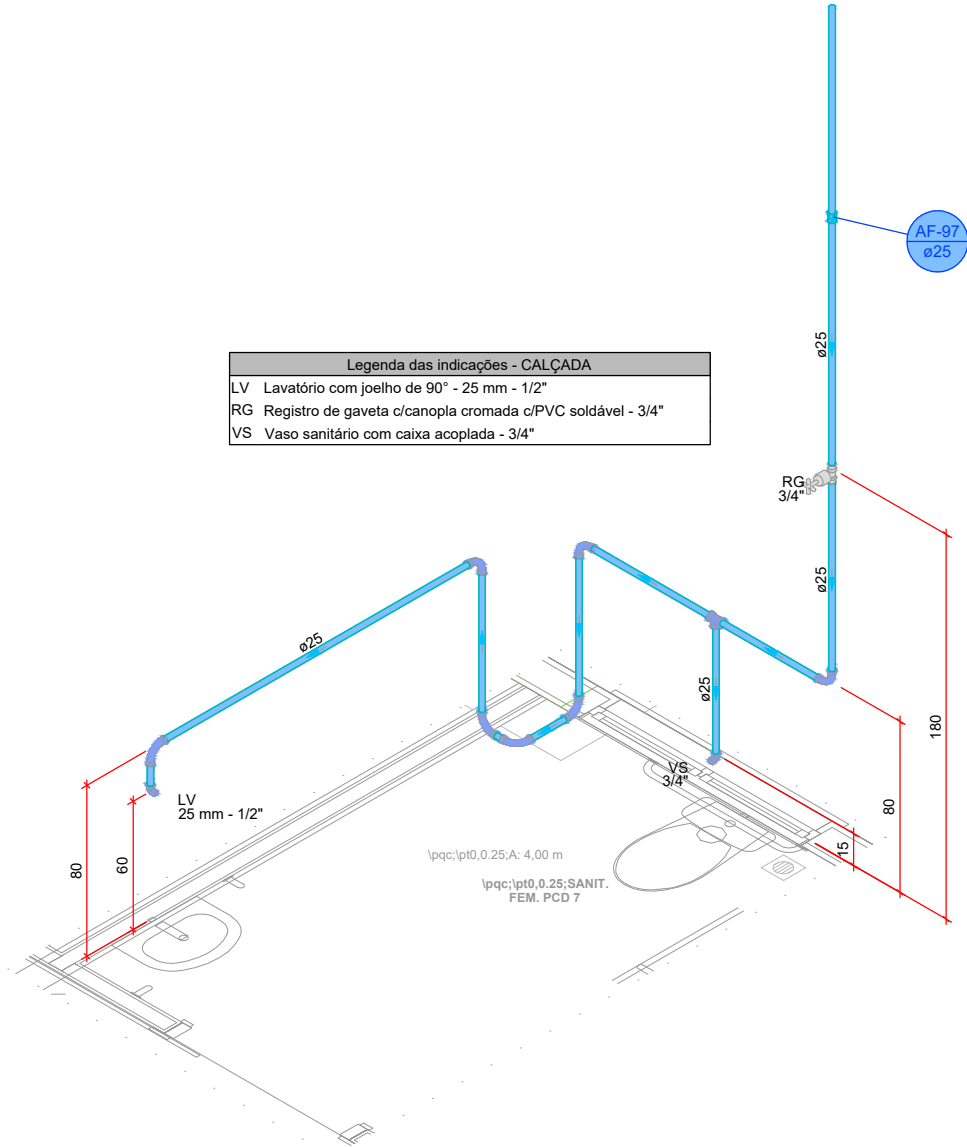 AF-97
ø25
ø25
Legenda das indicações - CALÇADA
LV Lavatório com joelho de 90° - 25 mm - 1/2"
RG Registro de gaveta c/canopla cromada c/PVC soldável - 3/4"
VS Vaso sanitário com caixa acoplada - 3/4"
RG
3/4"
ø25
ø25
ø25
180
VS
3/4"
LV
25 mm - 1/2"
80
60
80
15
\pqc;\pt0,0.25;A: 4,00 m
\pqc;\pt0,0.25;SANIT.
FEM. PCD 7